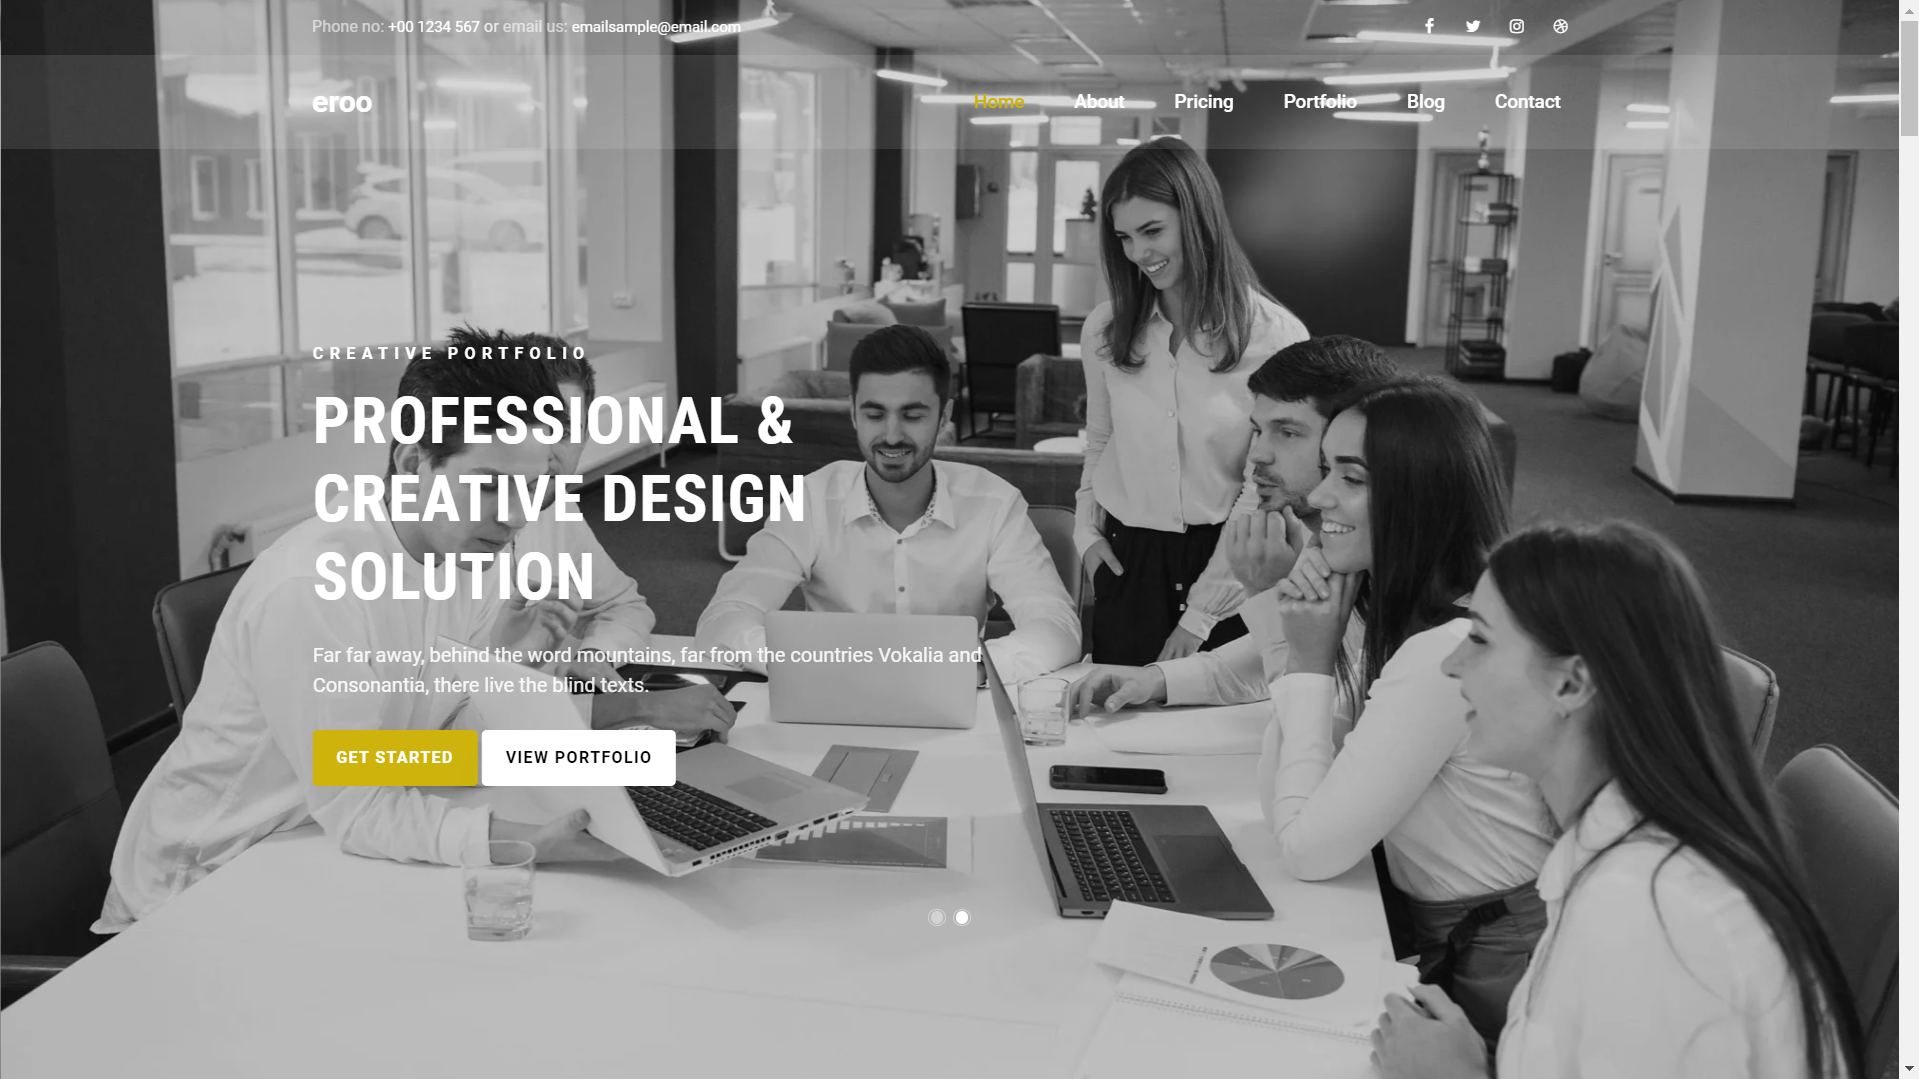 Phone no: +00 1234 567 or email us: emailsample@email.com
eroo
Home About Pricing Portfolio Blog Contact
CREATIVE PORTFOLIO
PROFESSIONAL &
CREATIVE DESIGN
SOLUTION
Far far away, behind the word mountains, far from the countries Vokalia and
Consonantia, there live the blind texts.
GET STARTED
VIEW PORTFOLIO